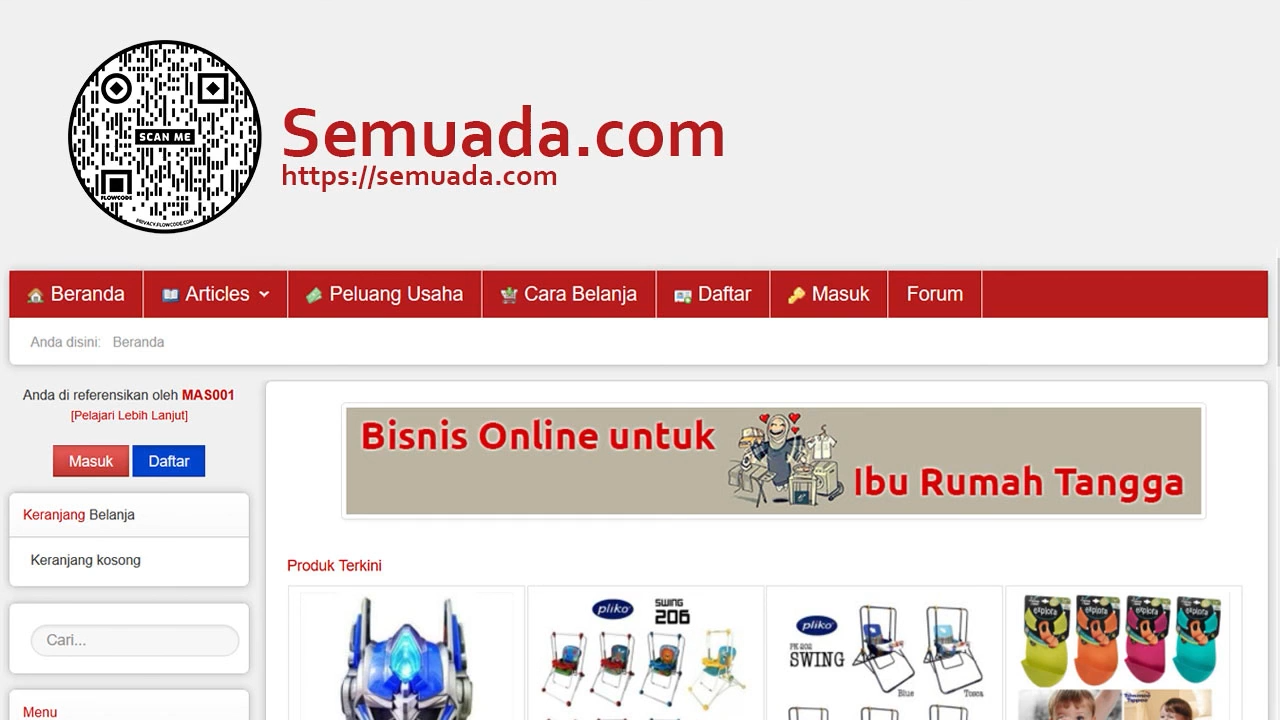 SCAN ME
FLOWCODE
PRIVACY.FLOWCODE.COM
Semuada.com
https://semuada.com
Beranda Articles Peluang Usaha Cara Belanja Daftar Masuk Forum
Anda disini: Beranda
Anda di referensikan oleh MAS001
[Pelajari Lebih Lanjut]
Masuk Daftar
Keranjang Belanja
Keranjang kosong
Cari...
Menu
Bisnis Online untuk
Ibu Rumah Tangga
Produk Terkini
pliko
SWING
206
pliko
PK 202
SWING
Blue
Tosca
explora explora explora explora